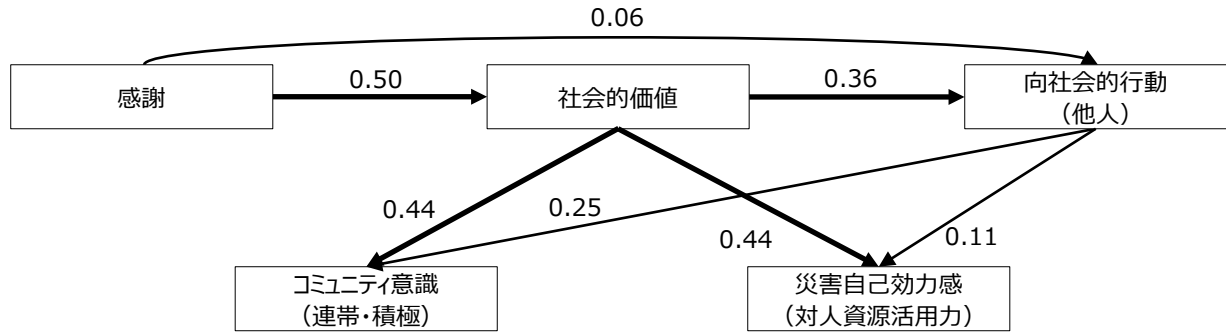 0.06
感謝
0.50
社会的価値
0.36
向社会的行動
（他人）
0.44
0.25
0.44
0.11
コミュニティ意識
（連帯・積極）
災害自己効力感
（対人資源活用力）